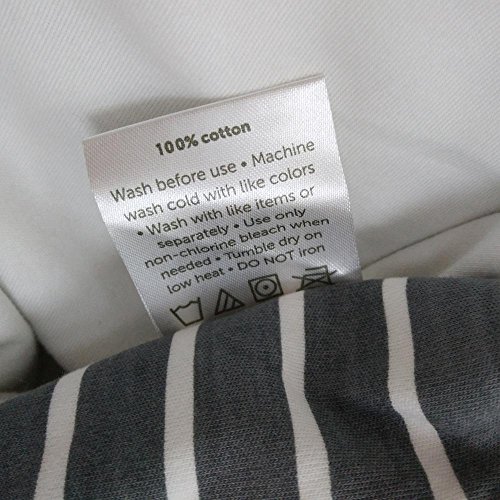 100% cotton
Wash before use • Machine
wash cold with like colors
• Wash with like items or
separately • Use only
non-chlorine bleach when
needed • Tumble dry on
low heat • DO NOT iron